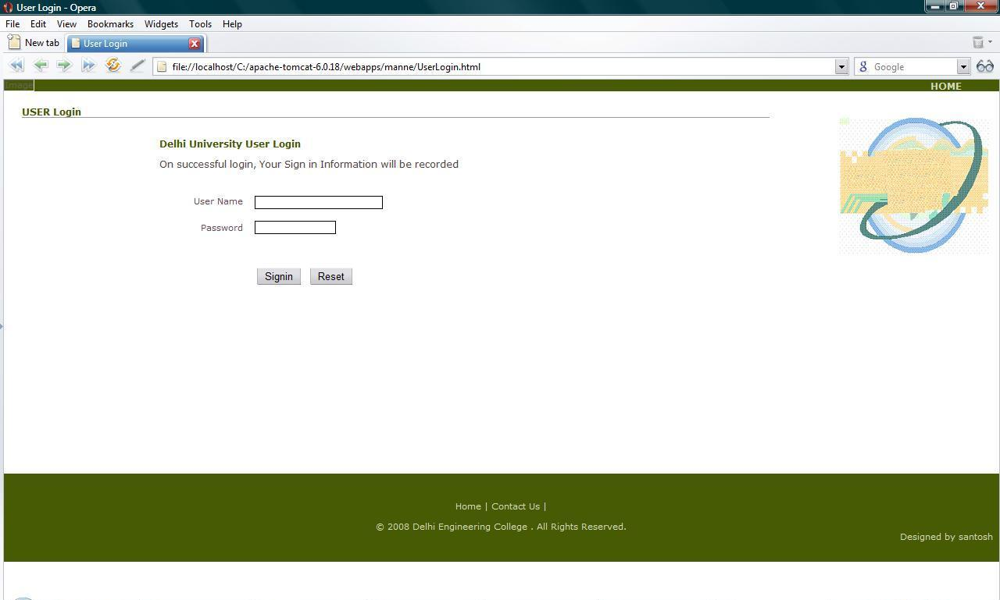 User Login - Opera
File Edit View Bookmarks Widgets Tools Help
New tab User Login
file://localhost/C:/apache-tomcat-6.0.18/webapps/manne/UserLogin.html Google
Image HOME
USER Login
Delhi University User Login
On successful login, Your Sign in Information will be recorded
User Name
Password
Signin Reset
Home | Contact Us |
© 2008 Delhi Engineering College . All Rights Reserved.
Designed by santosh